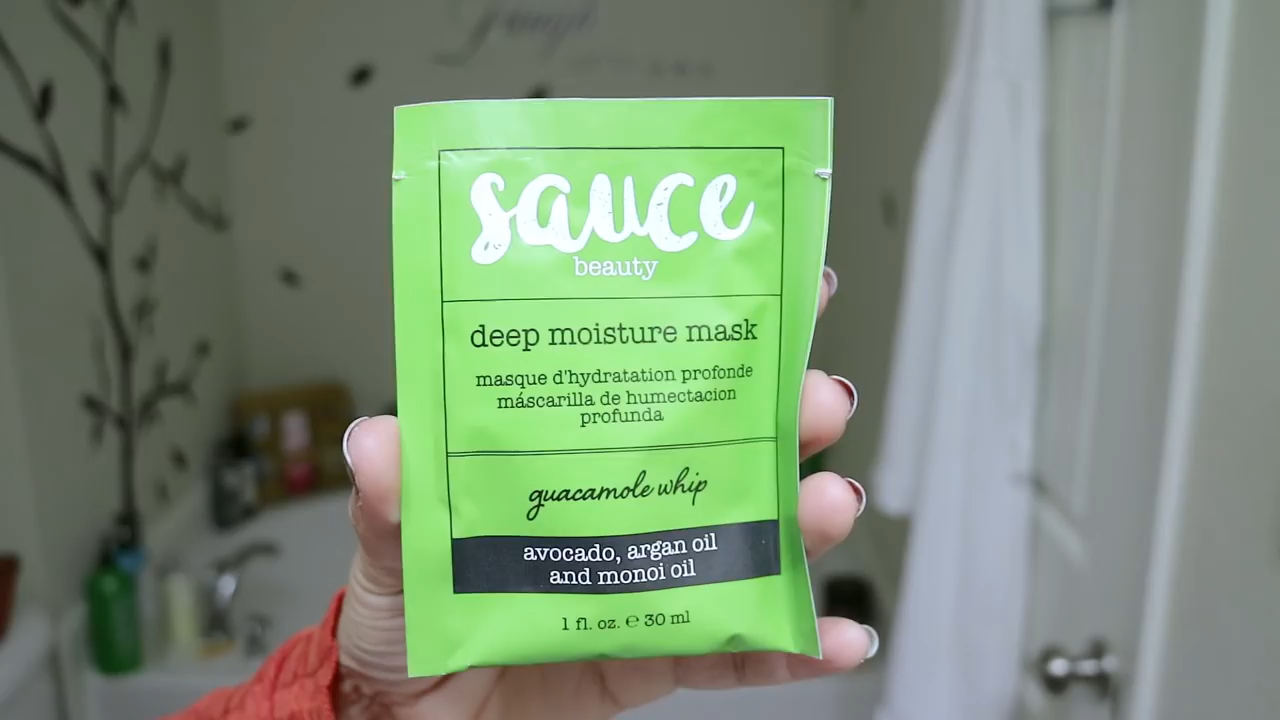 sauce
beauty
deep moisture mask
masque d'hydratation profonde
máscarilla de humectacion
profunda
guacamole whip
avocado, argan oil
and monoi oil
1 fl. oz. ℮ 30 ml